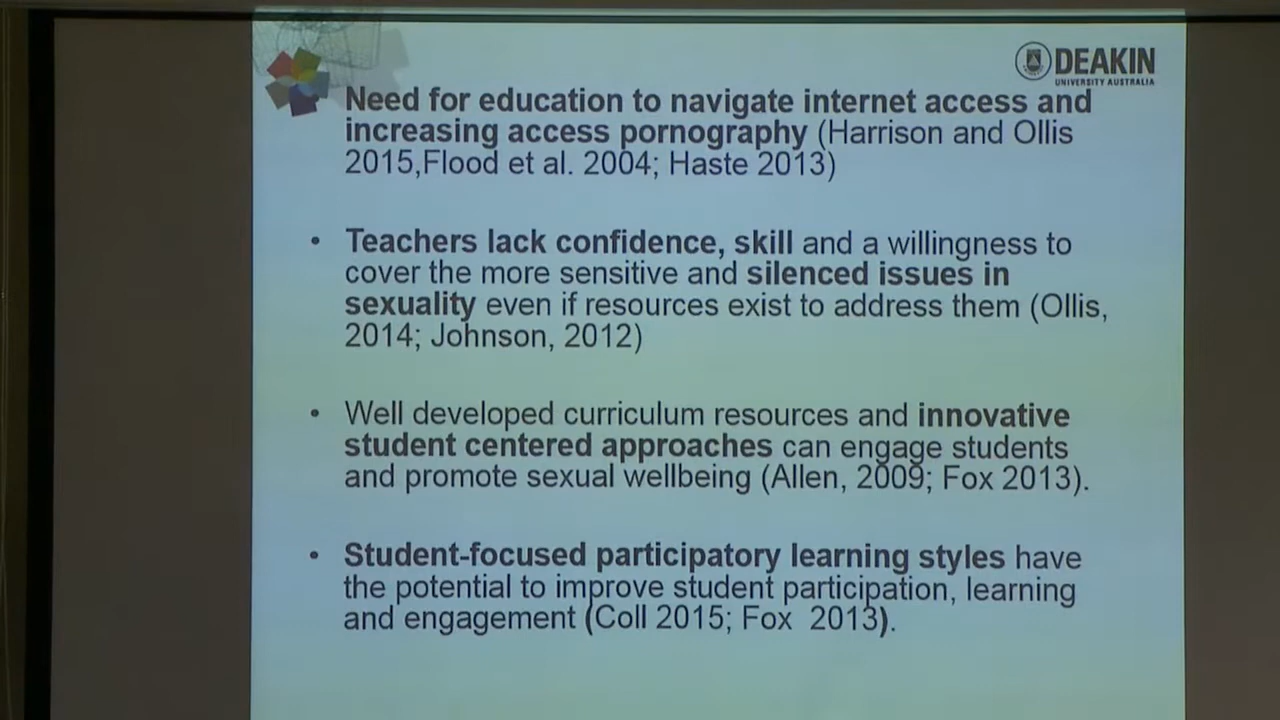 DEAKIN
UNIVERSITY AUSTRALIA
Need for education to navigate internet access and
increasing access pornography (Harrison and Ollis
2015,Flood et al. 2004; Haste 2013)
• Teachers lack confidence, skill and a willingness to
cover the more sensitive and silenced issues in
sexuality even if resources exist to address them (Ollis,
2014; Johnson, 2012)
• Well developed curriculum resources and innovative
student centered approaches can engage students
and promote sexual wellbeing (Allen, 2009; Fox 2013).
• Student-focused participatory learning styles have
the potential to improve student participation, learning
and engagement (Coll 2015; Fox  2013).